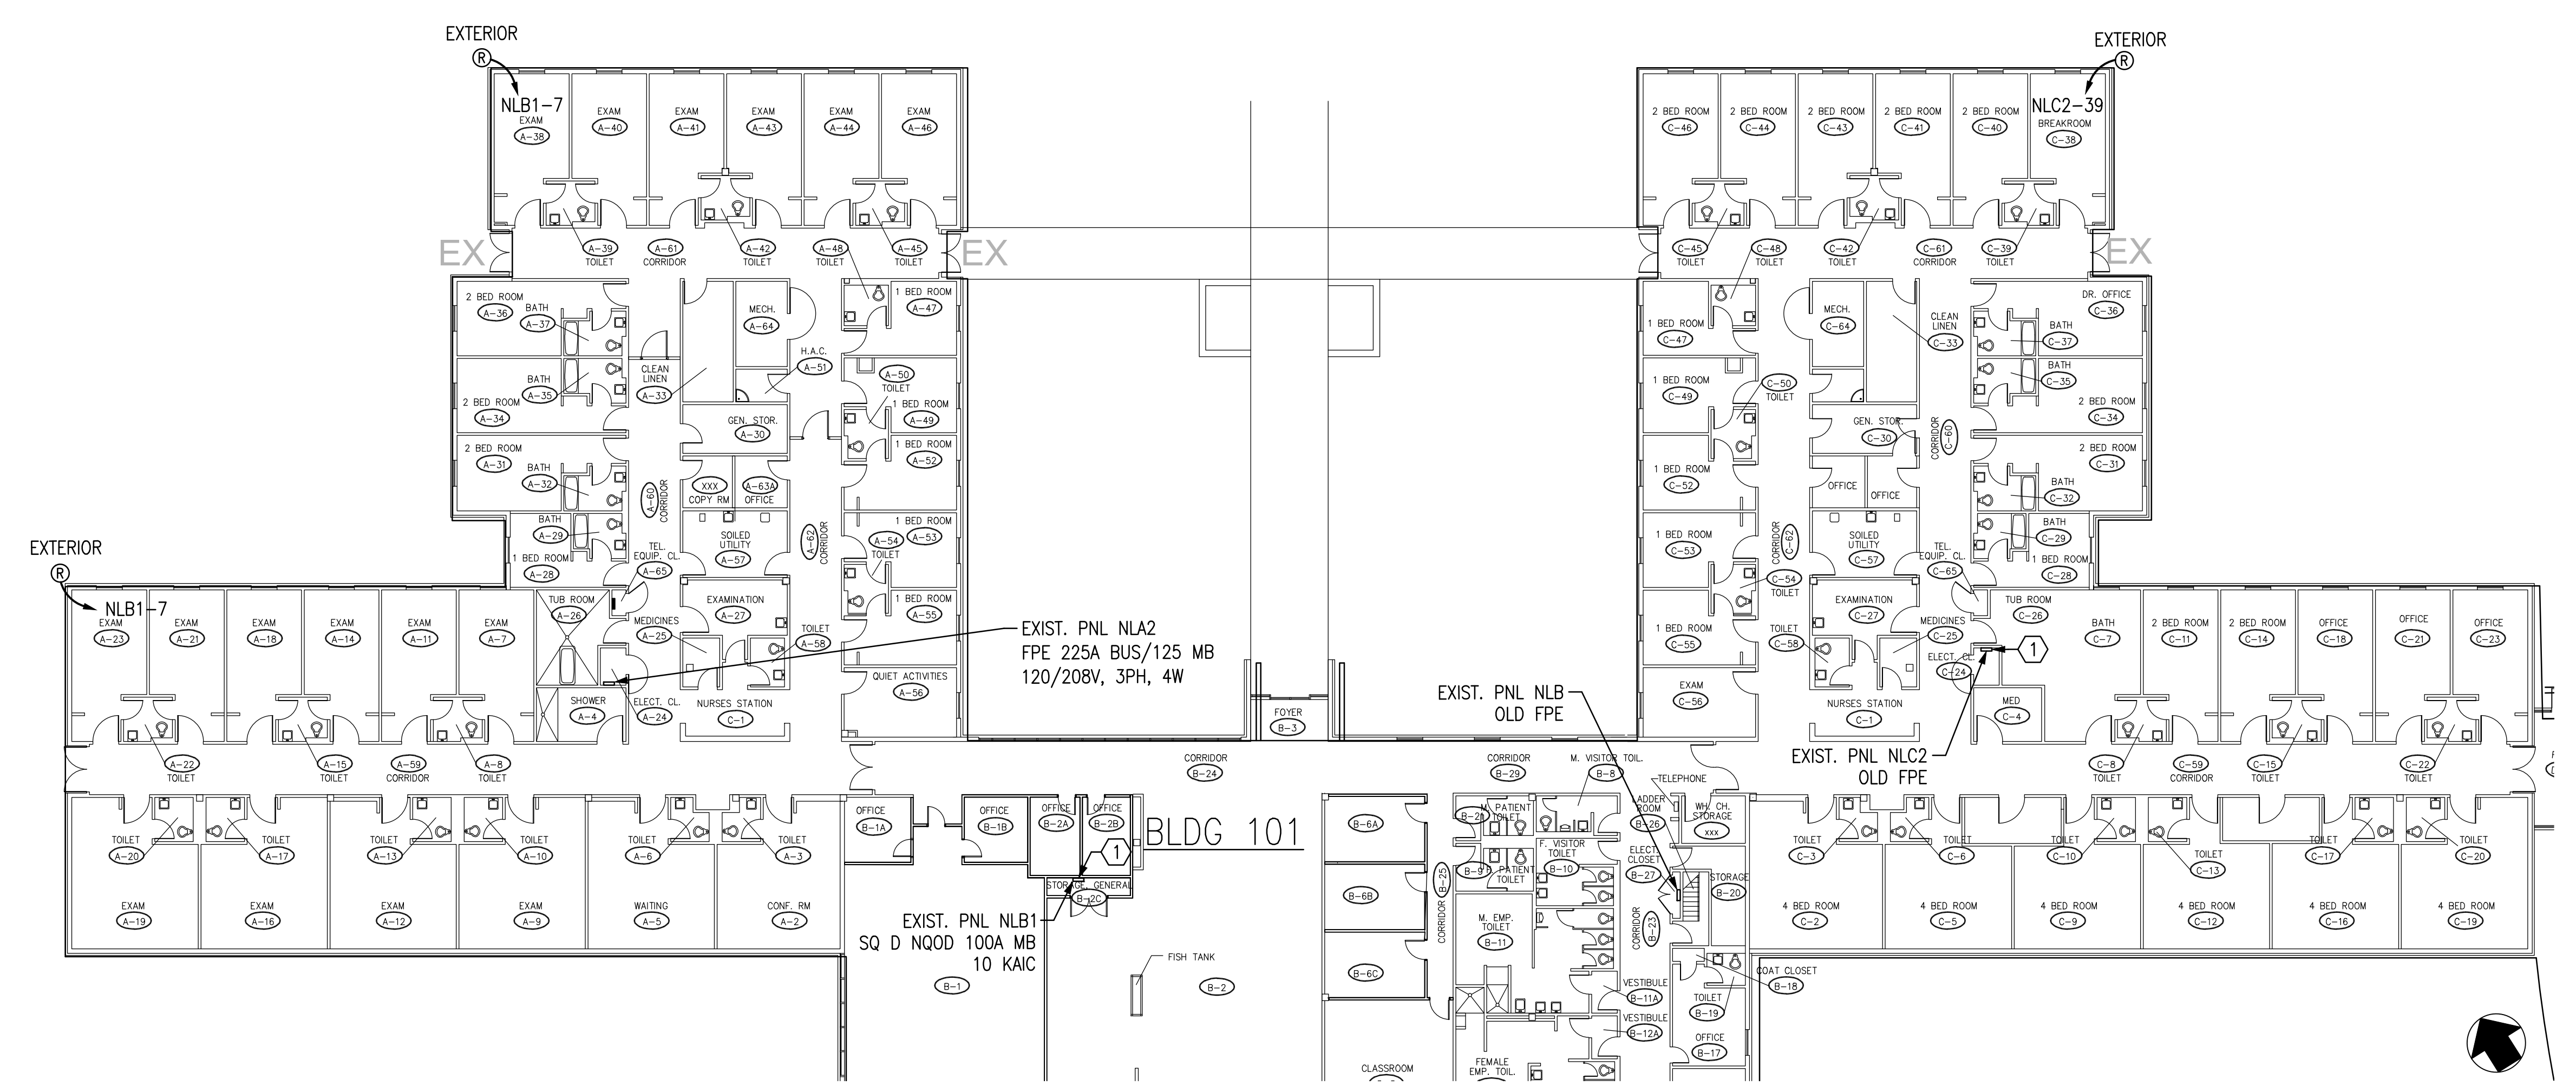 EXTERIOR
R
NLB1-7
EXAM
A-38
EXAM
A-40
EXAM
A-41
EXAM
A-43
EXAM
A-44
EXAM
A-46
EXTERIOR
R
2 BED ROOM
C-46
2 BED ROOM
C-44
2 BED ROOM
C-43
2 BED ROOM
C-41
2 BED ROOM
C-40
NLC2-39
BREAKROOM
C-38
EX
A-39
TOILET
A-61
CORRIDOR
A-42
TOILET
A-48
TOILET
A-45
TOILET
EX
C-45
TOILET
C-48
TOILET
C-42
TOILET
C-61
CORRIDOR
C-39
TOILET
EX
2 BED ROOM
A-36
BATH
A-37
MECH.
A-64
1 BED ROOM
A-47
H.A.C.
A-51
CLEAN
LINEN
A-33
BATH
A-35
2 BED ROOM
A-34
A-50
TOILET
1 BED ROOM
A-49
GEN. STOR.
A-30
2 BED ROOM
A-31
BATH
A-32
1 BED ROOM
A-52
XXX
COPY RM
A-63A
OFFICE
A-60
CORRIDOR
BATH
A-29
1 BED ROOM
A-28
TEL.
EQUIP. CL.
A-65
SOILED
UTILITY
A-57
A-62
CORRIDOR
A-54
TOILET
1 BED ROOM
A-53
1 BED ROOM
A-55
1 BED ROOM
C-47
MECH.
C-64
CLEAN
LINEN
C-33
DR. OFFICE
C-36
BATH
C-37
BATH
C-35
2 BED ROOM
C-34
1 BED ROOM
C-49
C-50
TOILET
GEN. STOR.
C-30
C-60
CORRIDOR
2 BED ROOM
C-31
BATH
C-32
1 BED ROOM
C-52
OFFICE
OFFICE
BATH
C-29
1 BED ROOM
C-28
1 BED ROOM
C-53
C-62
CORRIDOR
C-54
TOILET
SOILED
UTILITY
C-57
TEL.
EQUIP. CL.
C-65
1 BED ROOM
C-55
EXTERIOR
R
NLB1-7
EXAM
A-23
EXAM
A-21
EXAM
A-18
EXAM
A-14
EXAM
A-11
EXAM
A-7
TUB ROOM
A-26
MEDICINES
A-25
EXAMINATION
A-27
TOILET
A-58
SHOWER
A-4
ELECT. CL.
A-24
NURSES STATION
C-1
QUIET ACTIVITIES
A-56
EXIST. PNL NLA2
FPE 225A BUS/125 MB
120/208V, 3PH, 4W
FOYER
B-3
EXIST. PNL NLB
OLD FPE
EXAM
C-56
TOILET
C-58
EXAMINATION
C-27
MEDICINES
C-25
NURSES STATION
C-1
ELECT. CL.
C-24
1
MED
C-4
TUB ROOM
C-26
BATH
C-7
2 BED ROOM
C-11
2 BED ROOM
C-14
OFFICE
C-18
OFFICE
C-21
OFFICE
C-23
EXIST. PNL NLC2
OLD FPE
A-22
TOILET
A-15
TOILET
A-59
CORRIDOR
A-8
TOILET
CORRIDOR
B-24
CORRIDOR
B-29
M. VISITOR TOIL.
B-8
TELEPHONE
C-8
TOILET
C-59
CORRIDOR
C-15
TOILET
C-22
TOILET
TOILET
A-20
TOILET
A-17
TOILET
A-13
TOILET
A-10
TOILET
A-6
TOILET
A-3
OFFICE
B-1A
OFFICE
B-1B
OFFICE
B-2A
OFFICE
B-2B
1
BLDG 101
STORAGE, GENERAL
B-2C
B-6A
B-6B
B-6C
B-25
CORRIDOR
B-21
M. PATIENT
TOILET
B-9
F. PATIENT
TOILET
F. VISITOR
TOILET
B-10
LADDER
ROOM
B-26
WH. CH.
STORAGE
xxx
ELECT.
CLOSET
B-27
STORAGE
B-20
M. EMP.
TOILET
B-11
B-23
CORRIDOR
TOILET
C-3
TOILET
C-6
TOILET
C-10
TOILET
C-13
TOILET
C-17
TOILET
C-20
EXAM
A-19
EXAM
A-16
EXAM
A-12
EXAM
A-9
WAITING
A-5
CONF. RM
A-2
EXIST. PNL NLB1
SQ D NQOD 100A MB
10 KAIC
4 BED ROOM
C-2
4 BED ROOM
C-5
4 BED ROOM
C-9
4 BED ROOM
C-12
4 BED ROOM
C-16
4 BED ROOM
C-19
B-1
FISH TANK
B-2
COAT CLOSET
B-18
VESTIBULE
B-11A
TOILET
B-19
VESTIBULE
B-12A
OFFICE
B-17
CLASSROOM
FEMALE
EMP. TOIL.